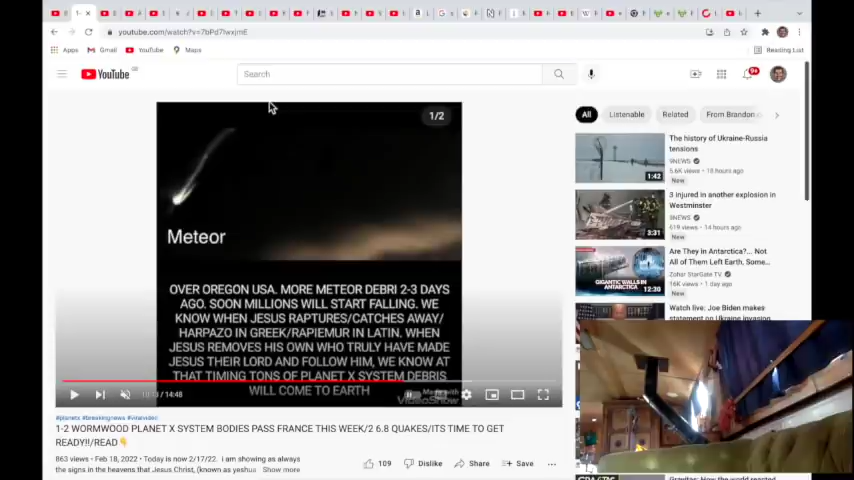 youtube.com/watch?v=7bPd7IwxjmE
Apps
Gmail
YouTube
Maps
Reading List
YouTube
Search
9+
1/2
Meteor
OVER OREGON USA. MORE METEOR DEBRI 2-3 DAYS
AGO. SOON MILLIONS WILL START FALLING. WE
KNOW WHEN JESUS RAPTURES/CATCHES AWAY/
HARPAZO IN GREEK/RAPIEMUR IN LATIN. WHEN
JESUS REMOVES HIS OWN WHO TRULY HAVE MADE
JESUS THEIR LORD AND FOLLOW HIM, WE KNOW AT
THAT TIMING TONS OF PLANET X SYSTEM DEBRIS
WILL COME TO EARTH
Made with
VideoShow
/ 14:48
#planetx #breakingnews #viralvideo
1-2 WORMWOOD PLANET X SYSTEM BODIES PASS FRANCE THIS WEEK/2 6.8 QUAKES/ITS TIME TO GET
READY!!/READ
863 views • Feb 18, 2022 • Today is now 2/17/22. i am showing as always
the signs in the heavens that Jesus Christ, (known as yeshua Show more
109
Dislike
Share
Save
All
Listenable
Related
From Brandon
The history of Ukraine-Russia
tensions
9NEWS
5.6K views • 18 hours ago
New
1:42
3 injured in another explosion in
Westminster
9NEWS
619 views • 14 hours ago
New
3:31
Are They in Antarctica?... Not
All of Them Left Earth, Some...
Zohar StarGate TV
16K views • 1 day ago
New
GIGANTIC WALLS IN
ANTARCTICA
12:30
Watch live: Joe Biden makes
statement on Ukraine invasion